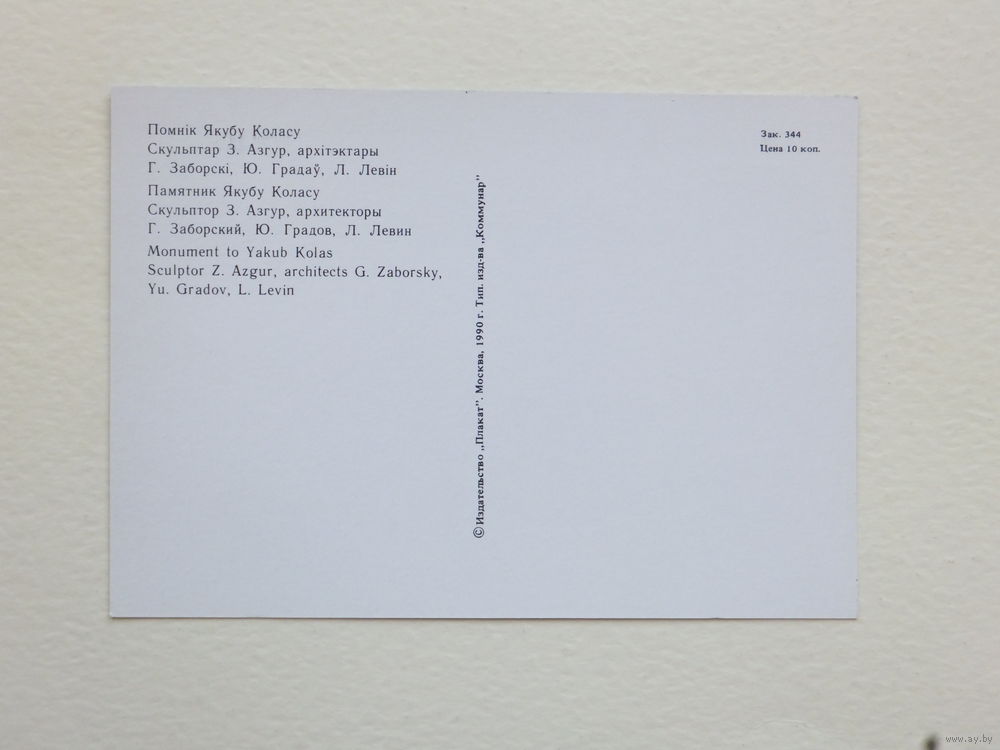 Помнік Якубу Коласу
Скульптар З. Азгур, архітэктары
Г. Заборскі, Ю. Градаў, Л. Левін
Памятник Якубу Коласу
Скульптор З. Азгур, архитекторы
Г. Заборский, Ю. Градов, Л. Левин
Monument to Yakub Kolas
Sculptor Z. Azgur, architects G. Zaborsky,
Yu. Gradov, L. Levin
© Издательство „Плакат”. Москва, 1990 г. Тип. изд-ва „Коммунар”
Зак. 344
Цена 10 коп.
www.ay.by